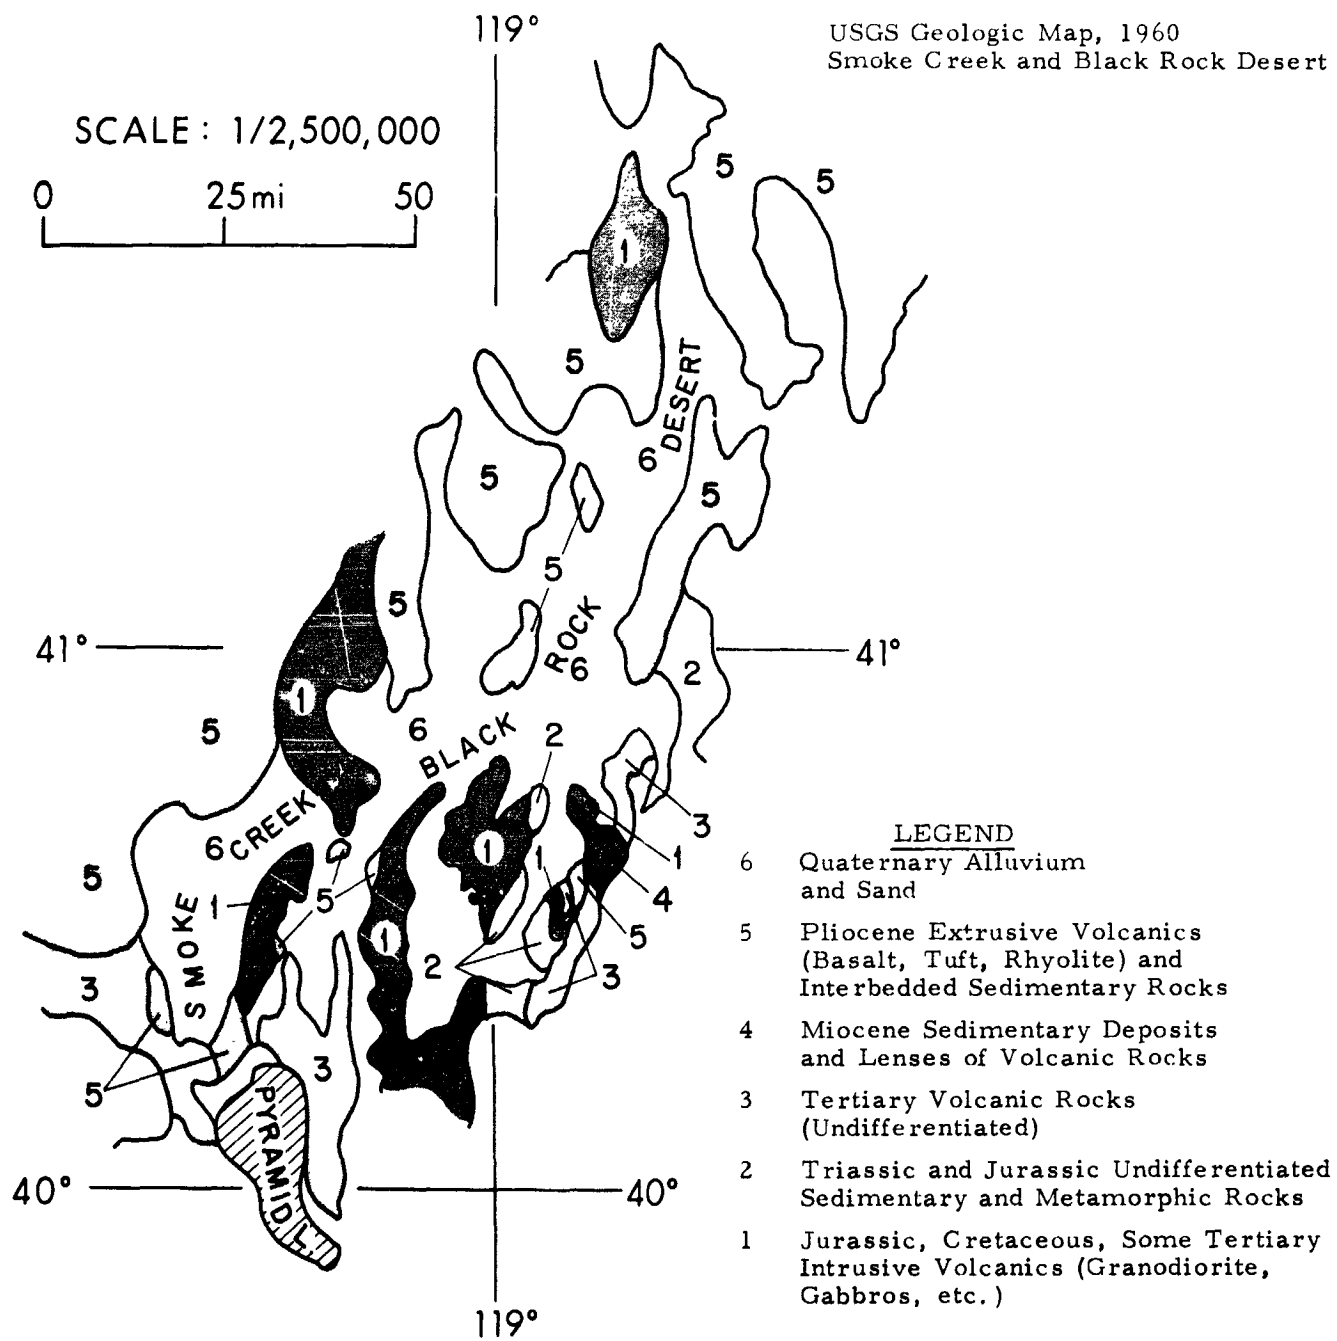 119°
USGS Geologic Map, 1960
Smoke Creek and Black Rock Desert
SCALE: 1/2,500,000
0 25mi 50
5
5
1
5
DESERT
6
5
5
5
5
ROCK
41°
41°
6
2
1
5
6
BLACK
2
6 CREEK
3
5
1
1
1
5
4
SMOKE
1
1
5
2
3
3
5
3
PYRAMID L.
40°
40°
119°
LEGEND
6 Quaternary Alluvium
and Sand
5 Pliocene Extrusive Volcanics
(Basalt, Tuft, Rhyolite) and
Interbedded Sedimentary Rocks
4 Miocene Sedimentary Deposits
and Lenses of Volcanic Rocks
3 Tertiary Volcanic Rocks
(Undifferentiated)
2 Triassic and Jurassic Undifferentiated
Sedimentary and Metamorphic Rocks
1 Jurassic, Cretaceous, Some Tertiary
Intrusive Volcanics (Granodiorite,
Gabbros, etc.)